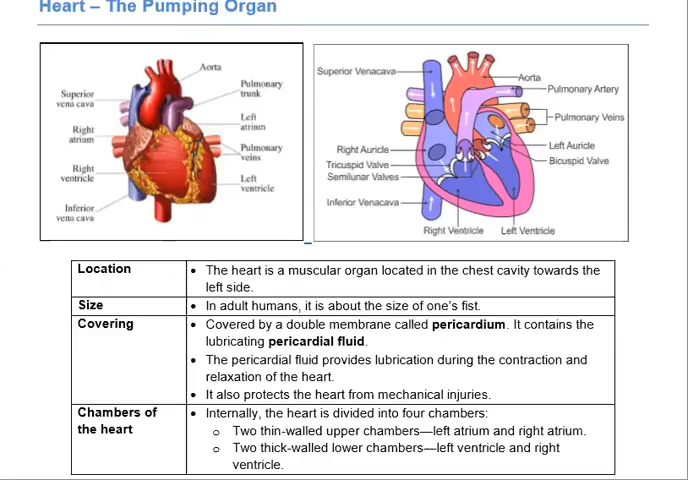 Heart – The Pumping Organ
Aorta
Superior
vena cava
Pulmonary
trunk
Right
atrium
Left
atrium
Pulmonary
veins
Right
ventricle
Left
ventricle
Inferior
vena cava
Superior Venacava
Aorta
Pulmonary Artery
Pulmonary Veins
Right Auricle
Left Auricle
Tricuspid Valve
Bicuspid Valve
Semilunar Valves
Inferior Venacava
Right Ventricle
Left Ventricle
Location
• The heart is a muscular organ located in the chest cavity towards the
left side.
Size
• In adult humans, it is about the size of one’s fist.
Covering
• Covered by a double membrane called pericardium. It contains the
lubricating pericardial fluid.
• The pericardial fluid provides lubrication during the contraction and
relaxation of the heart.
• It also protects the heart from mechanical injuries.
Chambers of
the heart
• Internally, the heart is divided into four chambers:
o Two thin-walled upper chambers—left atrium and right atrium.
o Two thick-walled lower chambers—left ventricle and right
ventricle.